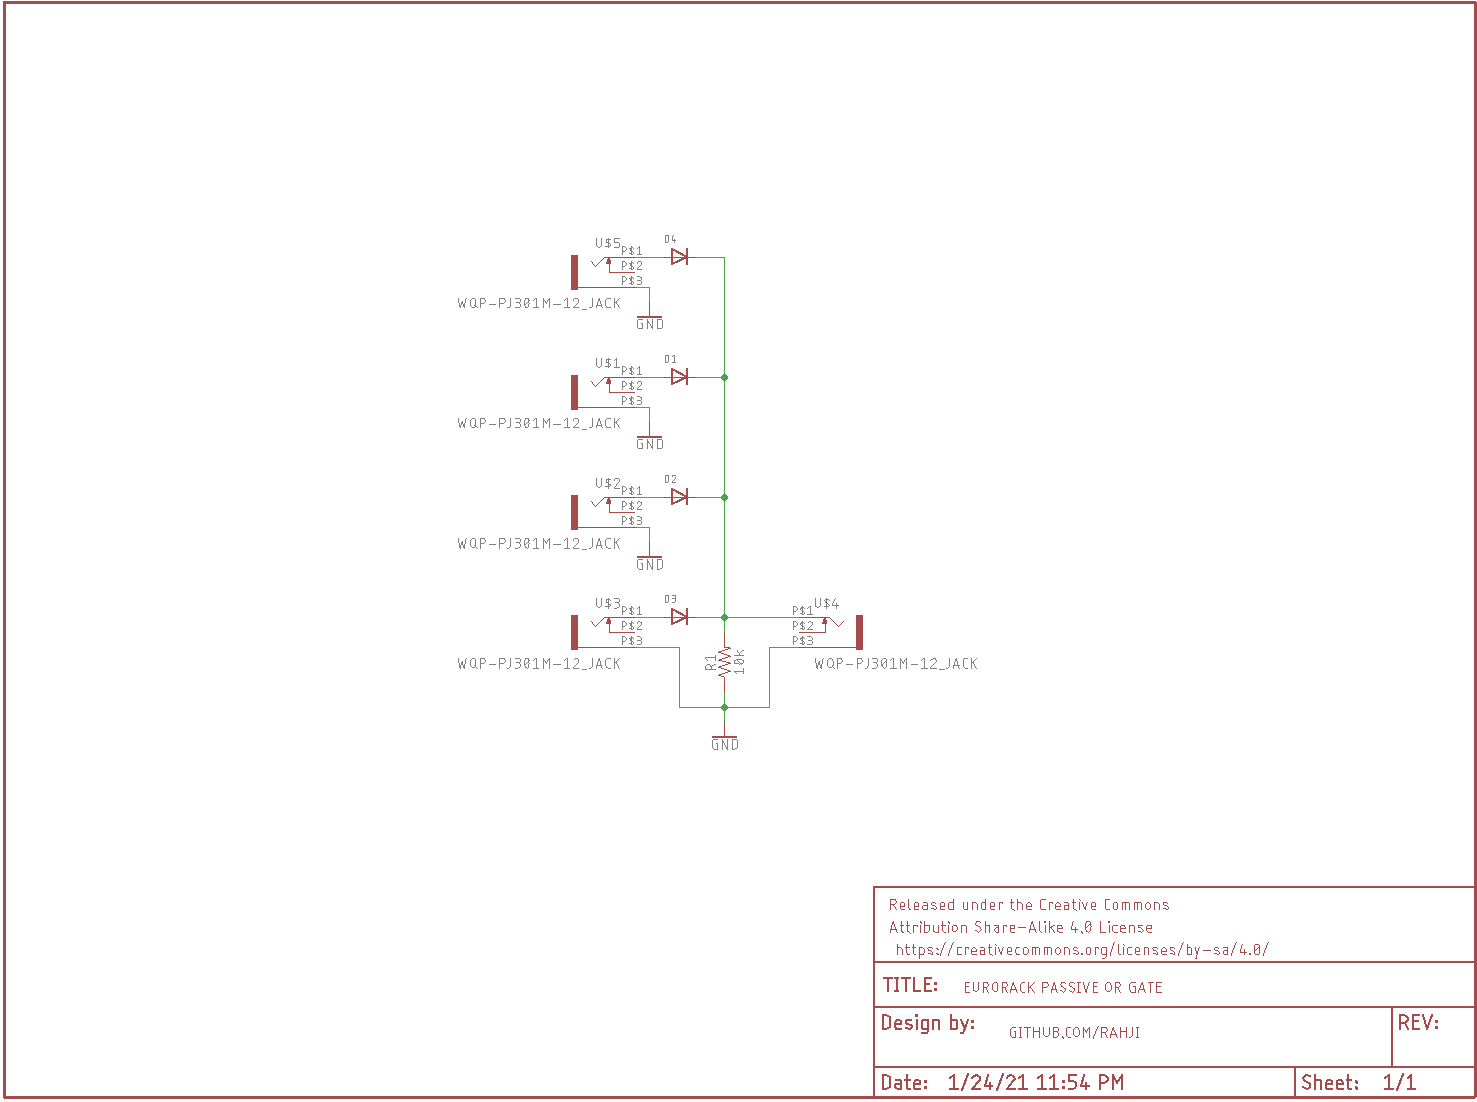 U$5
D4
P$1
P$2
P$3
WQP-PJ301M-12_JACK
GND
U$1
D1
P$1
P$2
P$3
WQP-PJ301M-12_JACK
GND
U$2
D2
P$1
P$2
P$3
WQP-PJ301M-12_JACK
GND
U$3
D3
P$1
P$2
P$3
WQP-PJ301M-12_JACK
R1
10k
P$1
U$4
P$2
P$3
WQP-PJ301M-12_JACK
GND
Released under the Creative Commons
Attribution Share-Alike 4.0 License
https://creativecommons.org/licenses/by-sa/4.0/
TITLE: EURORACK PASSIVE OR GATE
Design by: GITHUB.COM/RAHJI
REV:
Date: 1/24/21 11:54 PM
Sheet: 1/1